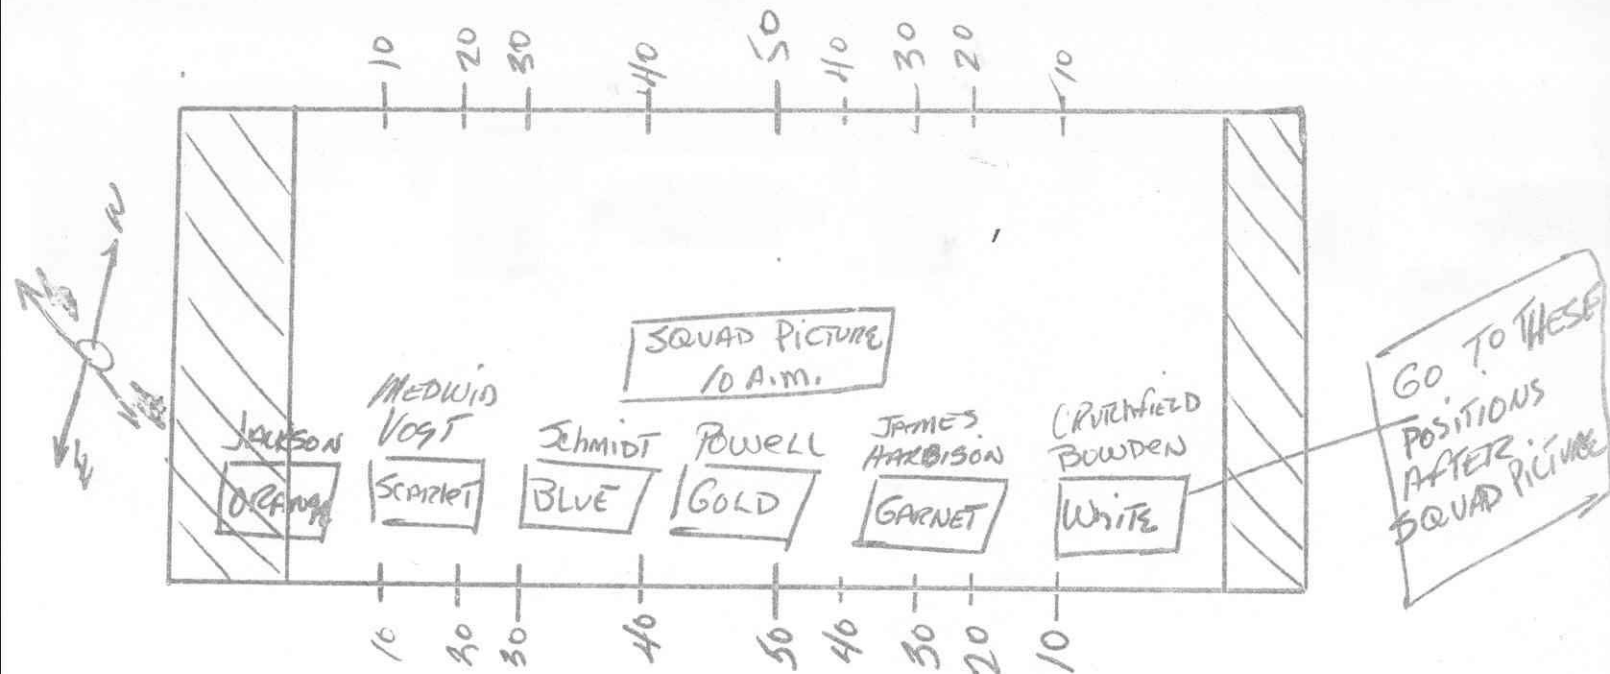 10 20 30 40 50 40 30 20 10
SQUAD PICTURE
10 A.M.
JACKSON
ORANGE
MEDWID
VOGT
SCARLET
SCHMIDT
BLUE
POWELL
GOLD
JAMES
HARBISON
GARNET
CRUTCHFIELD
BOWDEN
WHITE
GO TO THESE
POSITIONS
AFTER
SQUAD PICTURE
10 20 30 40 50 40 30 20 10